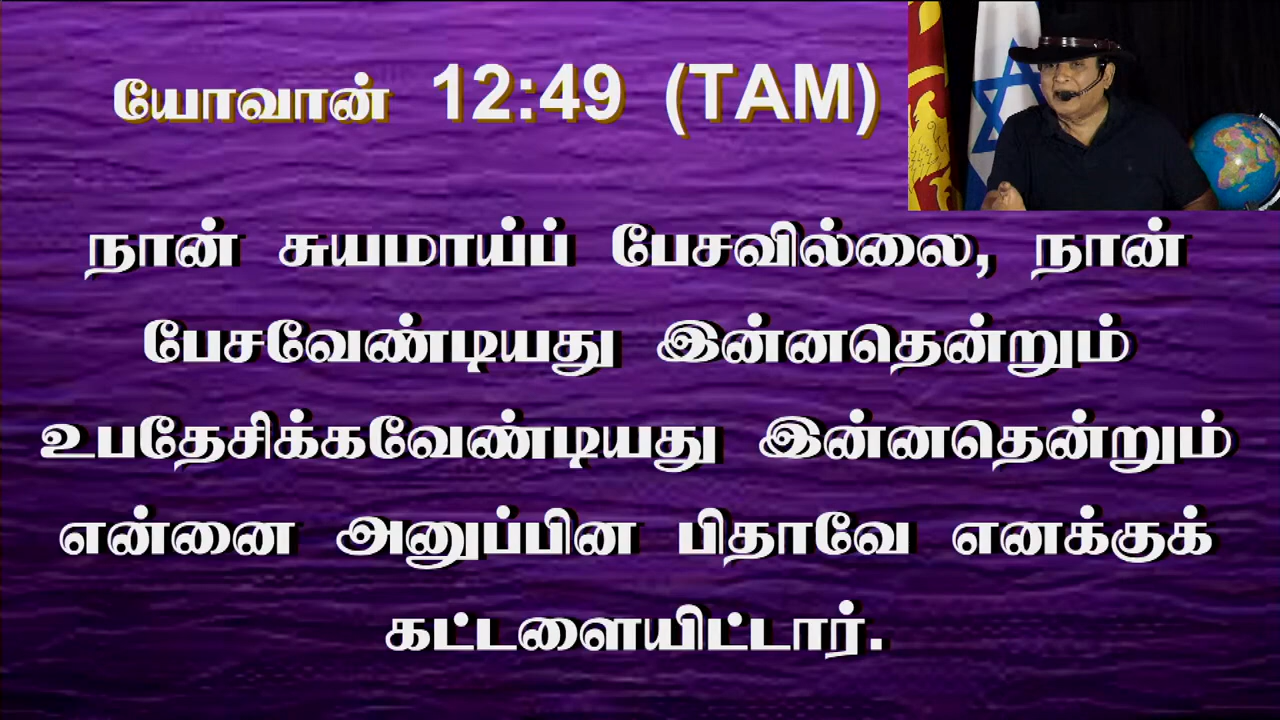 யோவான் 12:49 (TAM)
நான் சுயமாய்ப் பேசவில்லை, நான்
பேசவேண்டியது இன்னதென்றும்
உபதேசிக்கவேண்டியது இன்னதென்றும்
என்னை அனுப்பின பிதாவே எனக்குக்
கட்டளையிட்டார்.